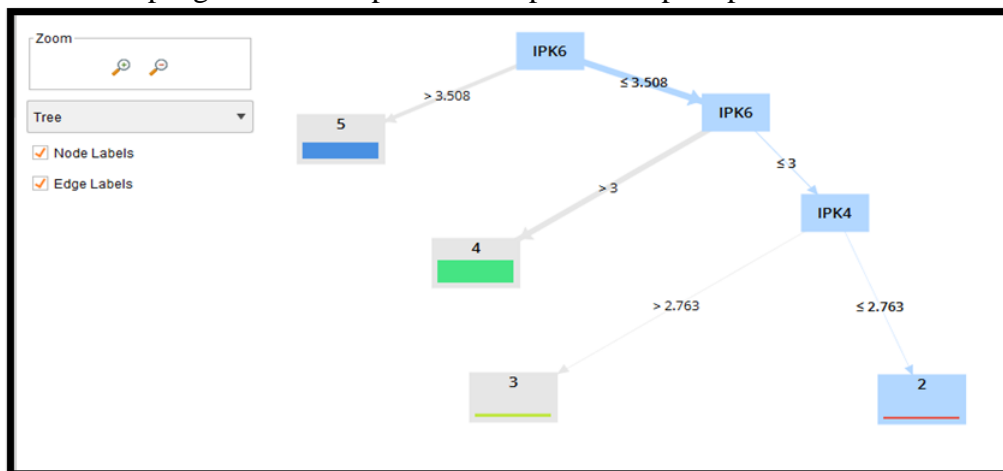 Zoom
IPK6
> 3.508
≤ 3.508
Tree
5
IPK6
Node Labels
Edge Labels
> 3
≤ 3
IPK4
4
> 2.763
≤ 2.763
3
2